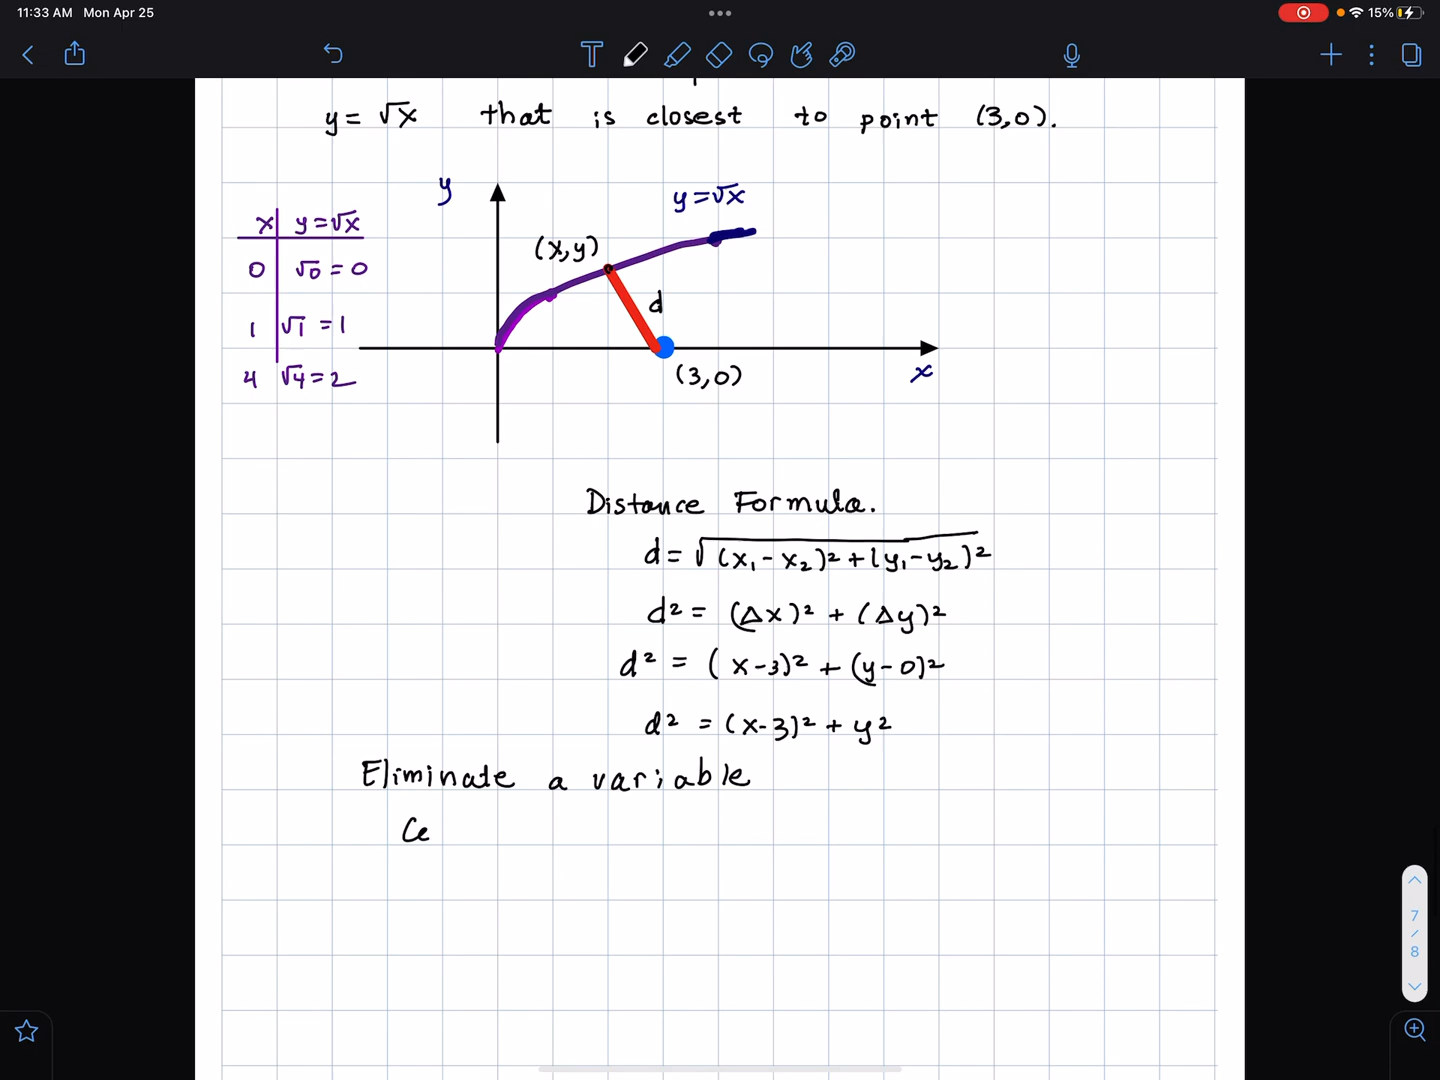 11:33 AM Mon Apr 25
15%
y = √x that is closest to point (3,0).
y
y = √x
x y = √x
(x,y)
0 √0 = 0
d
1 √1 = 1
(3,0)
x
4 √4 = 2
Distance Formula.
d = √(x₁ - x₂)² + (y₁ - y₂)²
d² = (Δx)² + (Δy)²
d² = (x-3)² + (y-0)²
d² = (x-3)² + y²
Eliminate a variable
Ce
7
/
8